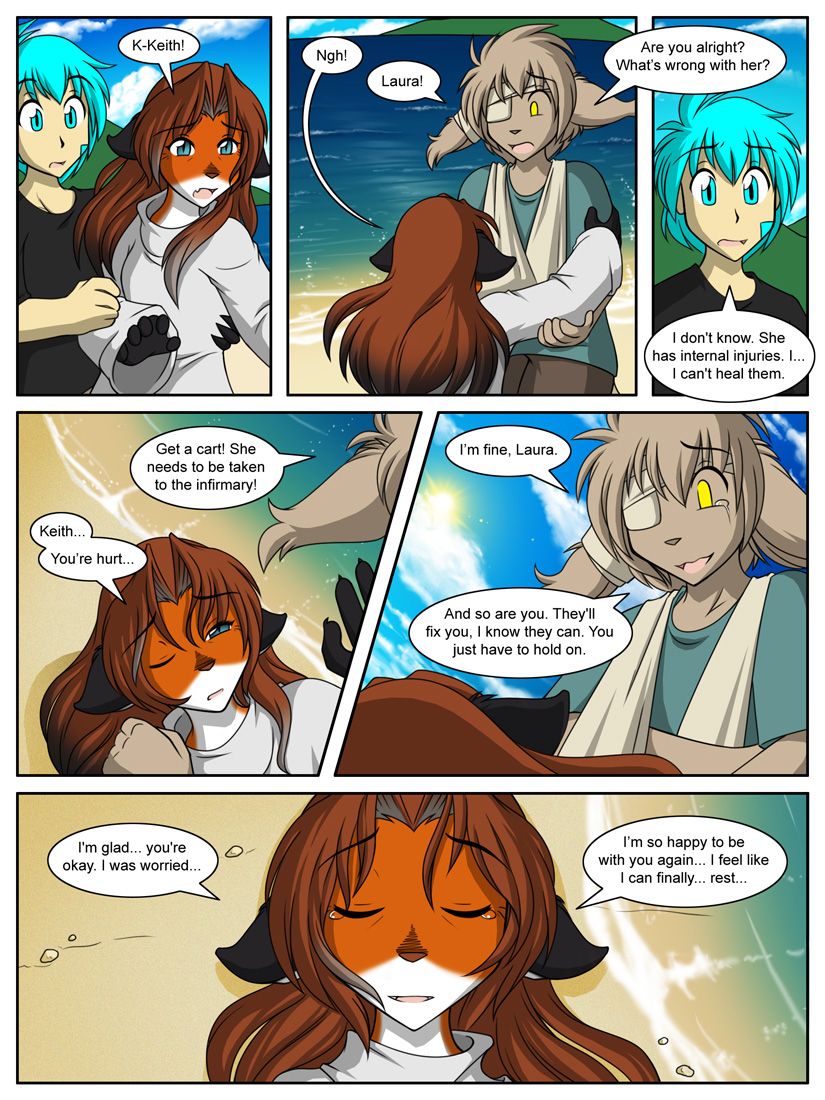 K-Keith!
Ngh!
Laura!
Are you alright?
What's wrong with her?
I don't know. She
has internal injuries. I...
I can't heal them.
Get a cart! She
needs to be taken
to the infirmary!
Keith...
You're hurt...
I'm fine, Laura.
And so are you. They'll
fix you, I know they can. You
just have to hold on.
I'm glad... you're
okay. I was worried...
I'm so happy to be
with you again... I feel like
I can finally... rest...